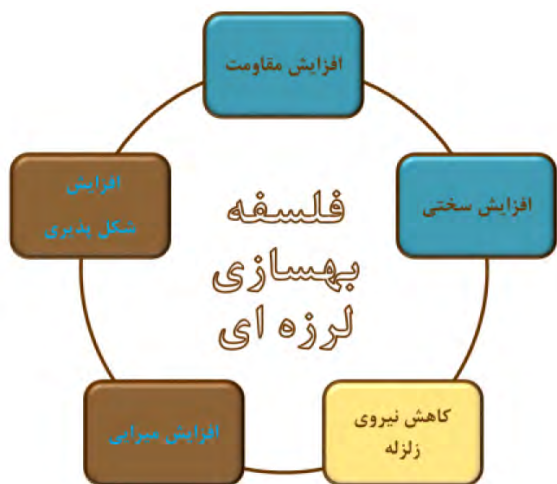 افزایش مقاومت
افزایش سختی
کاهش نیروی
زلزله
افزایش میرایی
افزایش
شکل پذیری
فلسفه
بهسازی
لرزه ای